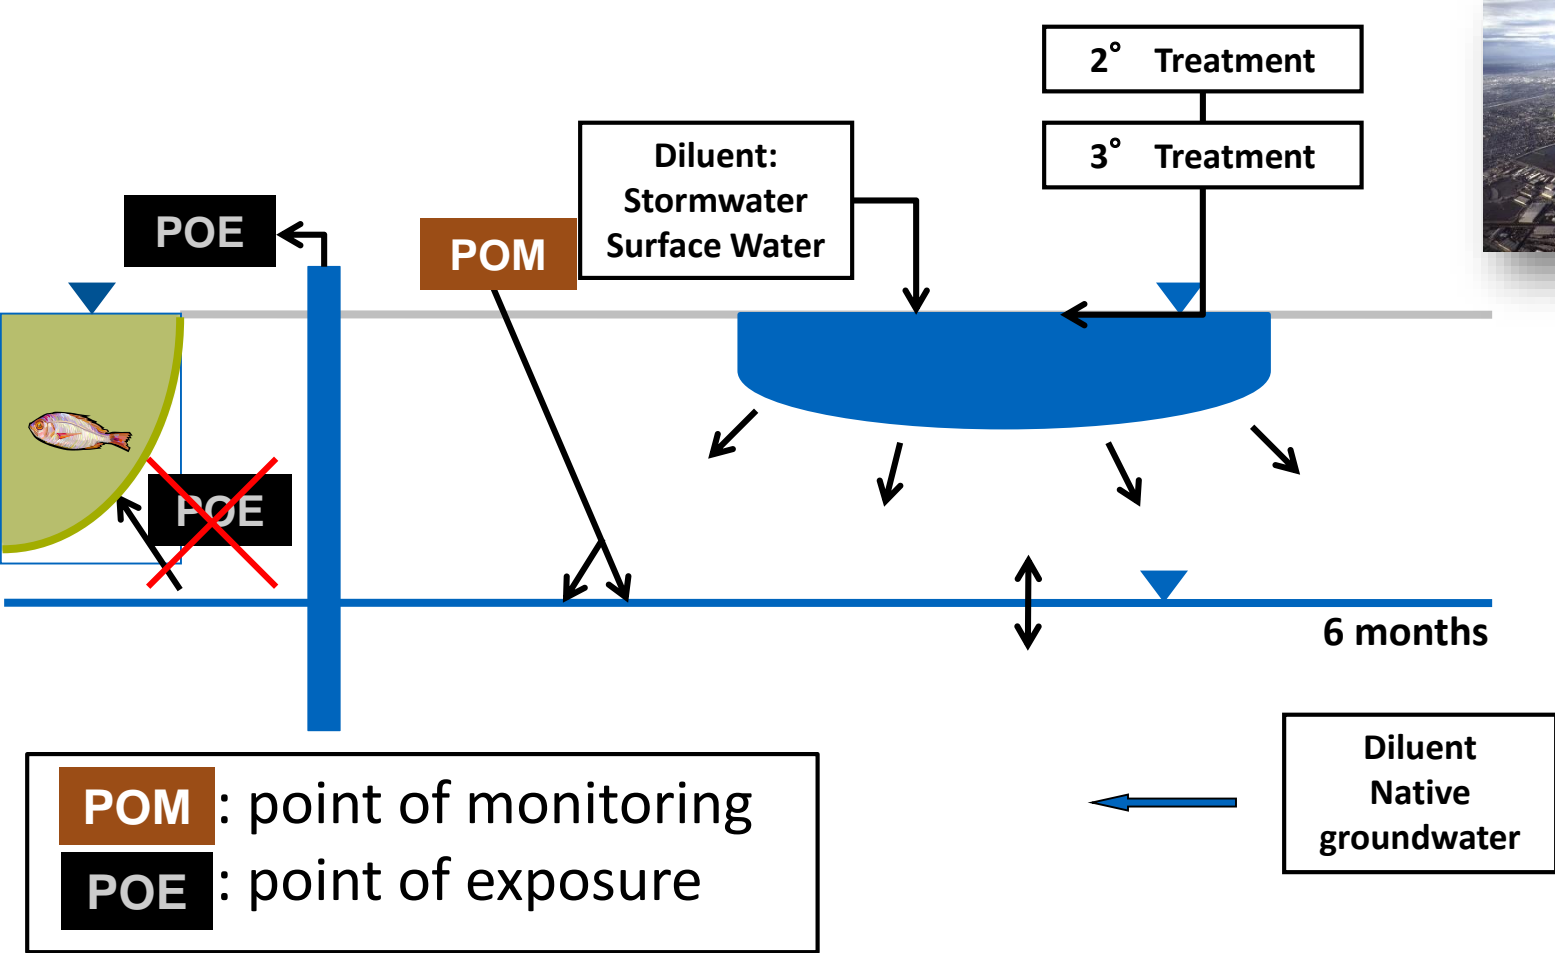 2° Treatment
3° Treatment
Diluent:
Stormwater
Surface Water
POE
POM
POE
6 months
Diluent
Native
groundwater
POM : point of monitoring
POE : point of exposure